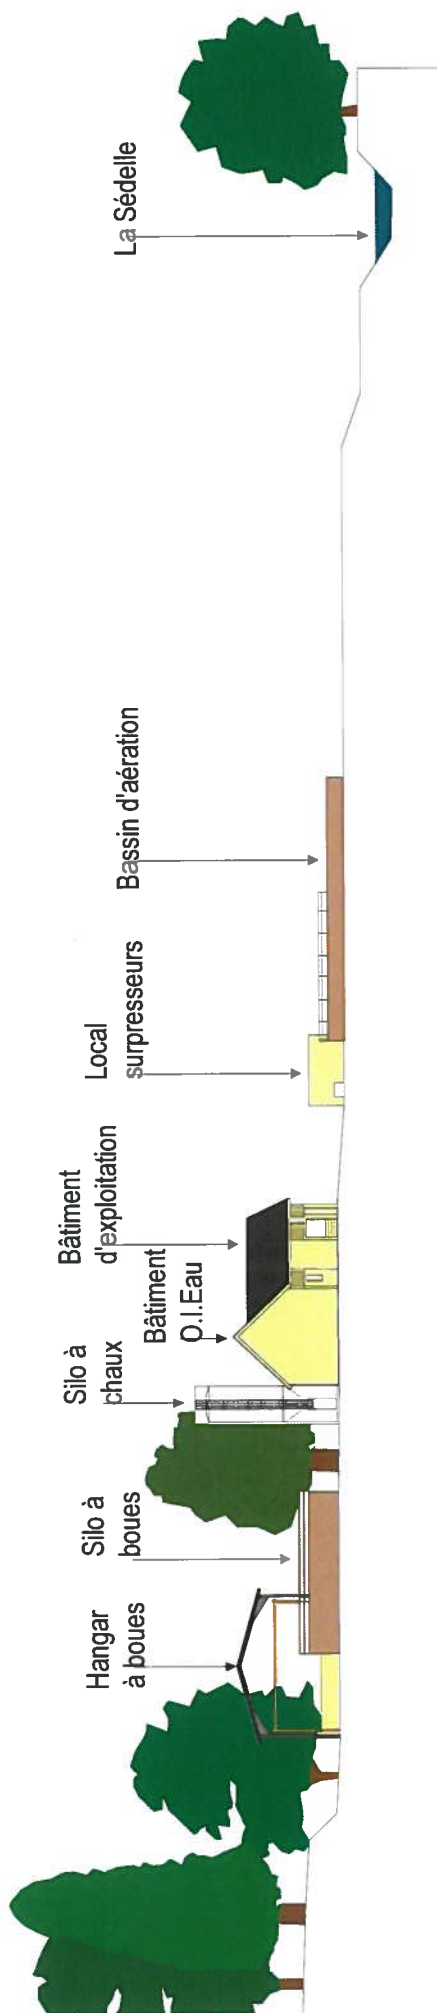 Hangar
à boues
Silo à
boues
Silo à
chaux
Bâtiment
O.I.Eau
Bâtiment
d'exploitation
Local
surpresseurs
Bassin d'aération
La Sédelle